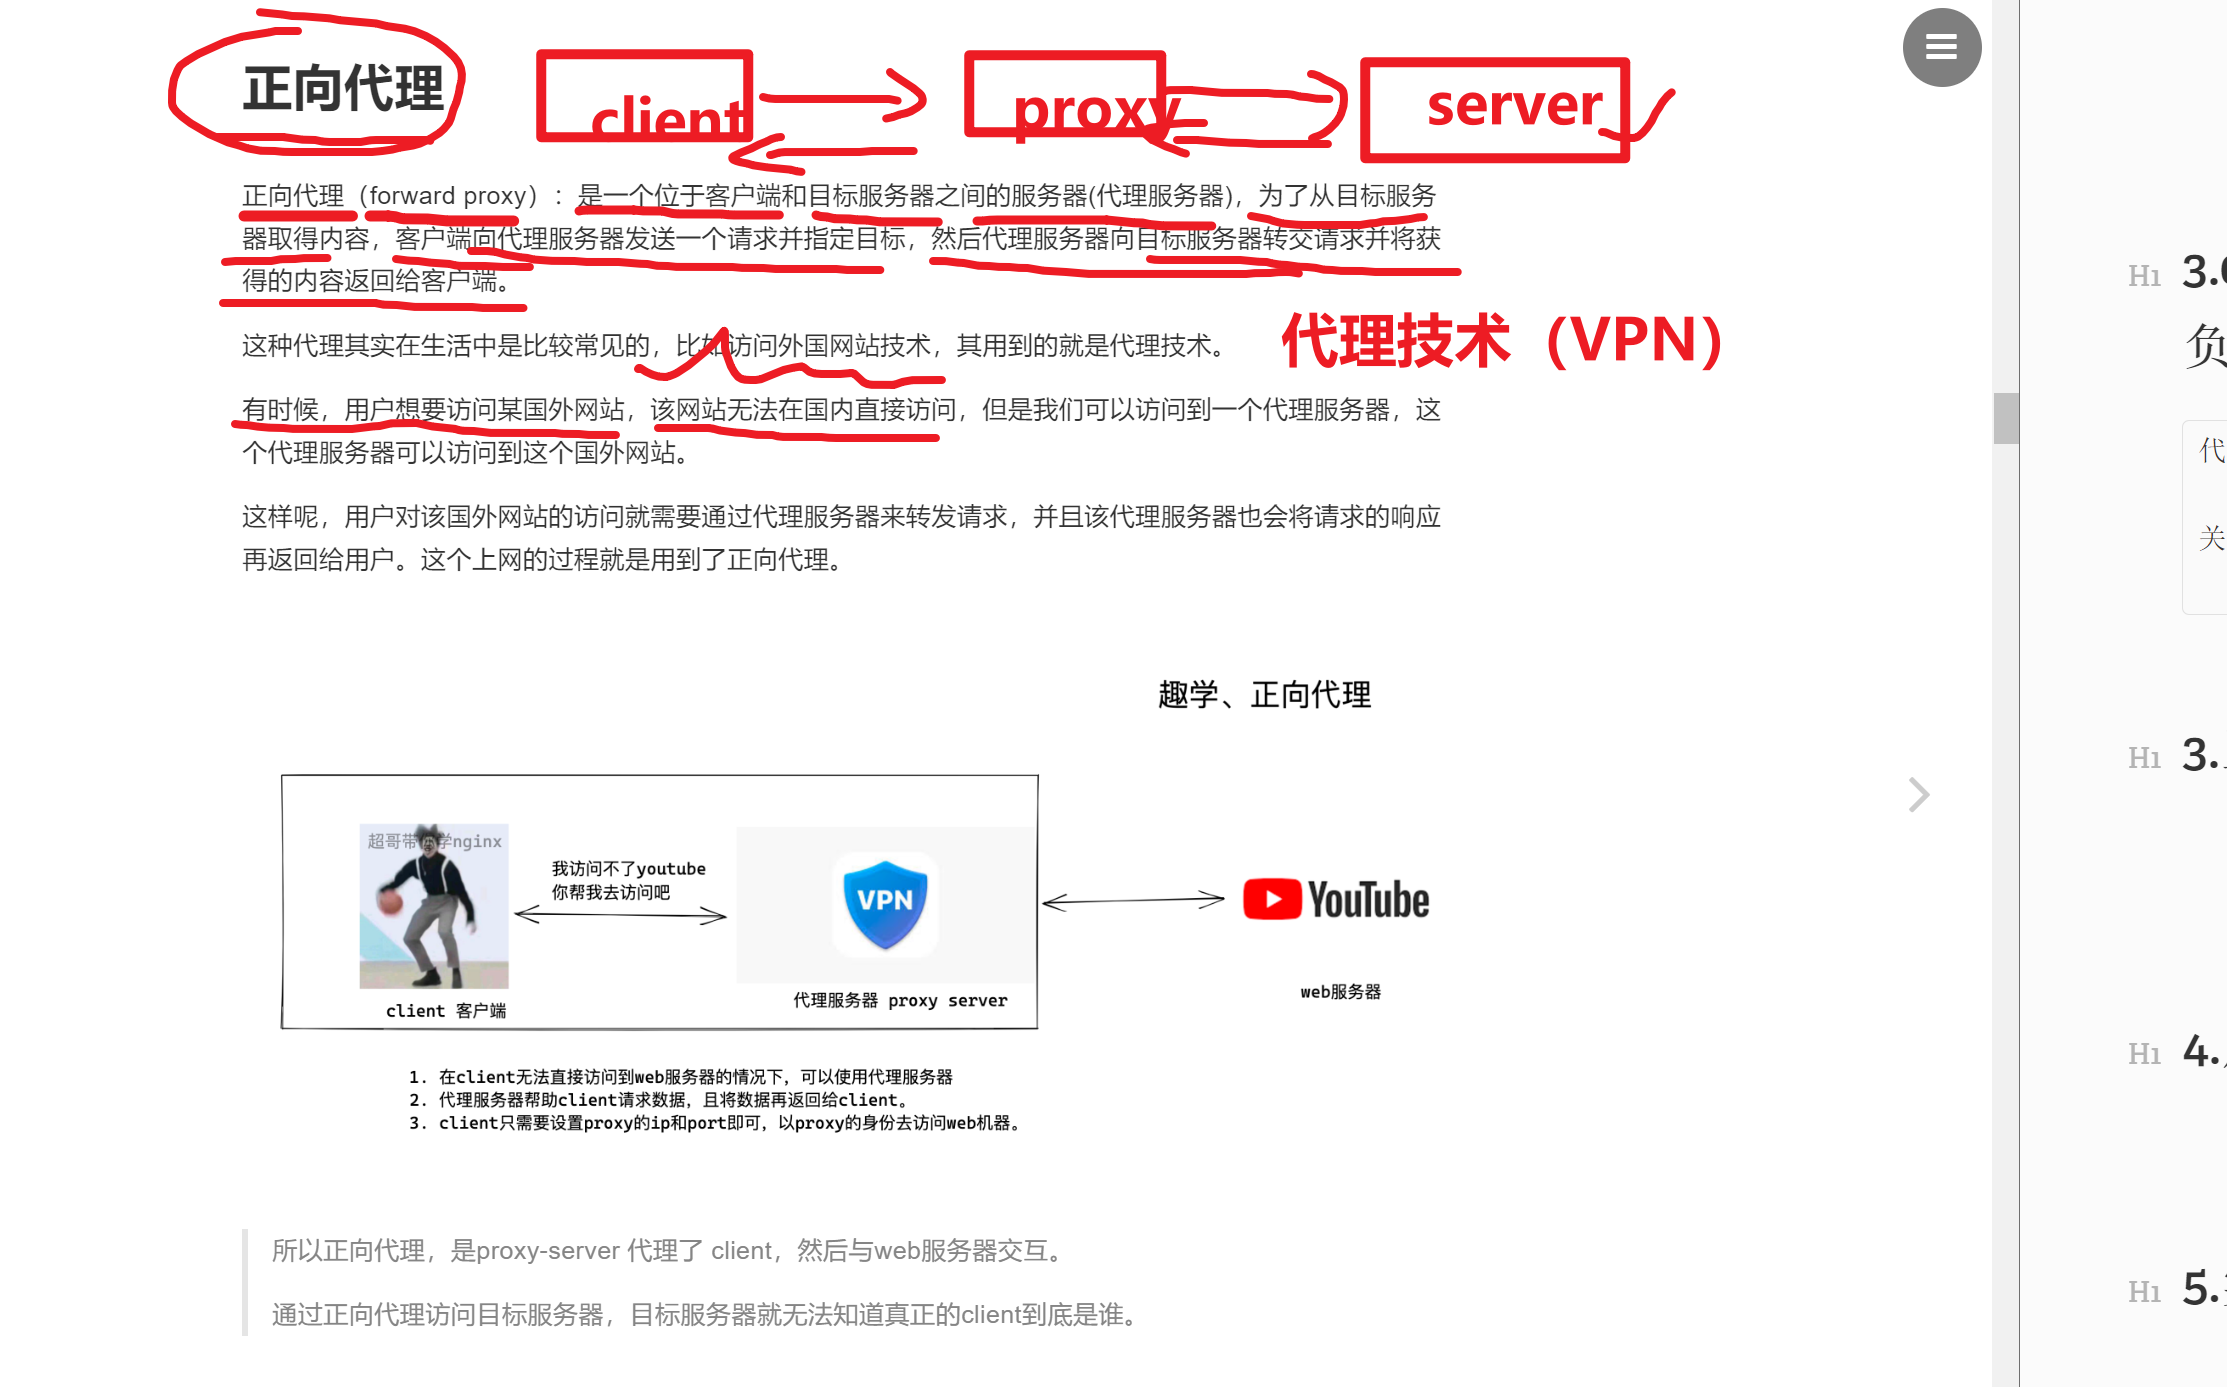 正向代理
client
proxy
server
正向代理（forward proxy）：是一个位于客户端和目标服务器之间的服务器(代理服务器)，为了从目标服务
器取得内容，客户端向代理服务器发送一个请求并指定目标，然后代理服务器向目标服务器转交请求并将获
得的内容返回给客户端。
代理技术（VPN）
这种代理其实在生活中是比较常见的，比如访问外国网站技术，其用到的就是代理技术。
有时候，用户想要访问某国外网站，该网站无法在国内直接访问，但是我们可以访问到一个代理服务器，这
个代理服务器可以访问到这个国外网站。
这样呢，用户对该国外网站的访问就需要通过代理服务器来转发请求，并且该代理服务器也会将请求的响应
再返回给用户。这个上网的过程就是用到了正向代理。
趣学、正向代理
超哥带你学nginx
我访问不了youtube
你帮我去访问吧
VPN
YouTube
client 客户端
代理服务器 proxy server
web服务器
1. 在client无法直接访问到web服务器的情况下，可以使用代理服务器
2. 代理服务器帮助client请求数据，且将数据再返回给client。
3. client只需要设置proxy的ip和port即可，以proxy的身份去访问web机器。
所以正向代理，是proxy-server 代理了 client，然后与web服务器交互。
通过正向代理访问目标服务器，目标服务器就无法知道真正的client到底是谁。
H1 3.
负
代
关
H1 3.
H1 4.
H1 5.